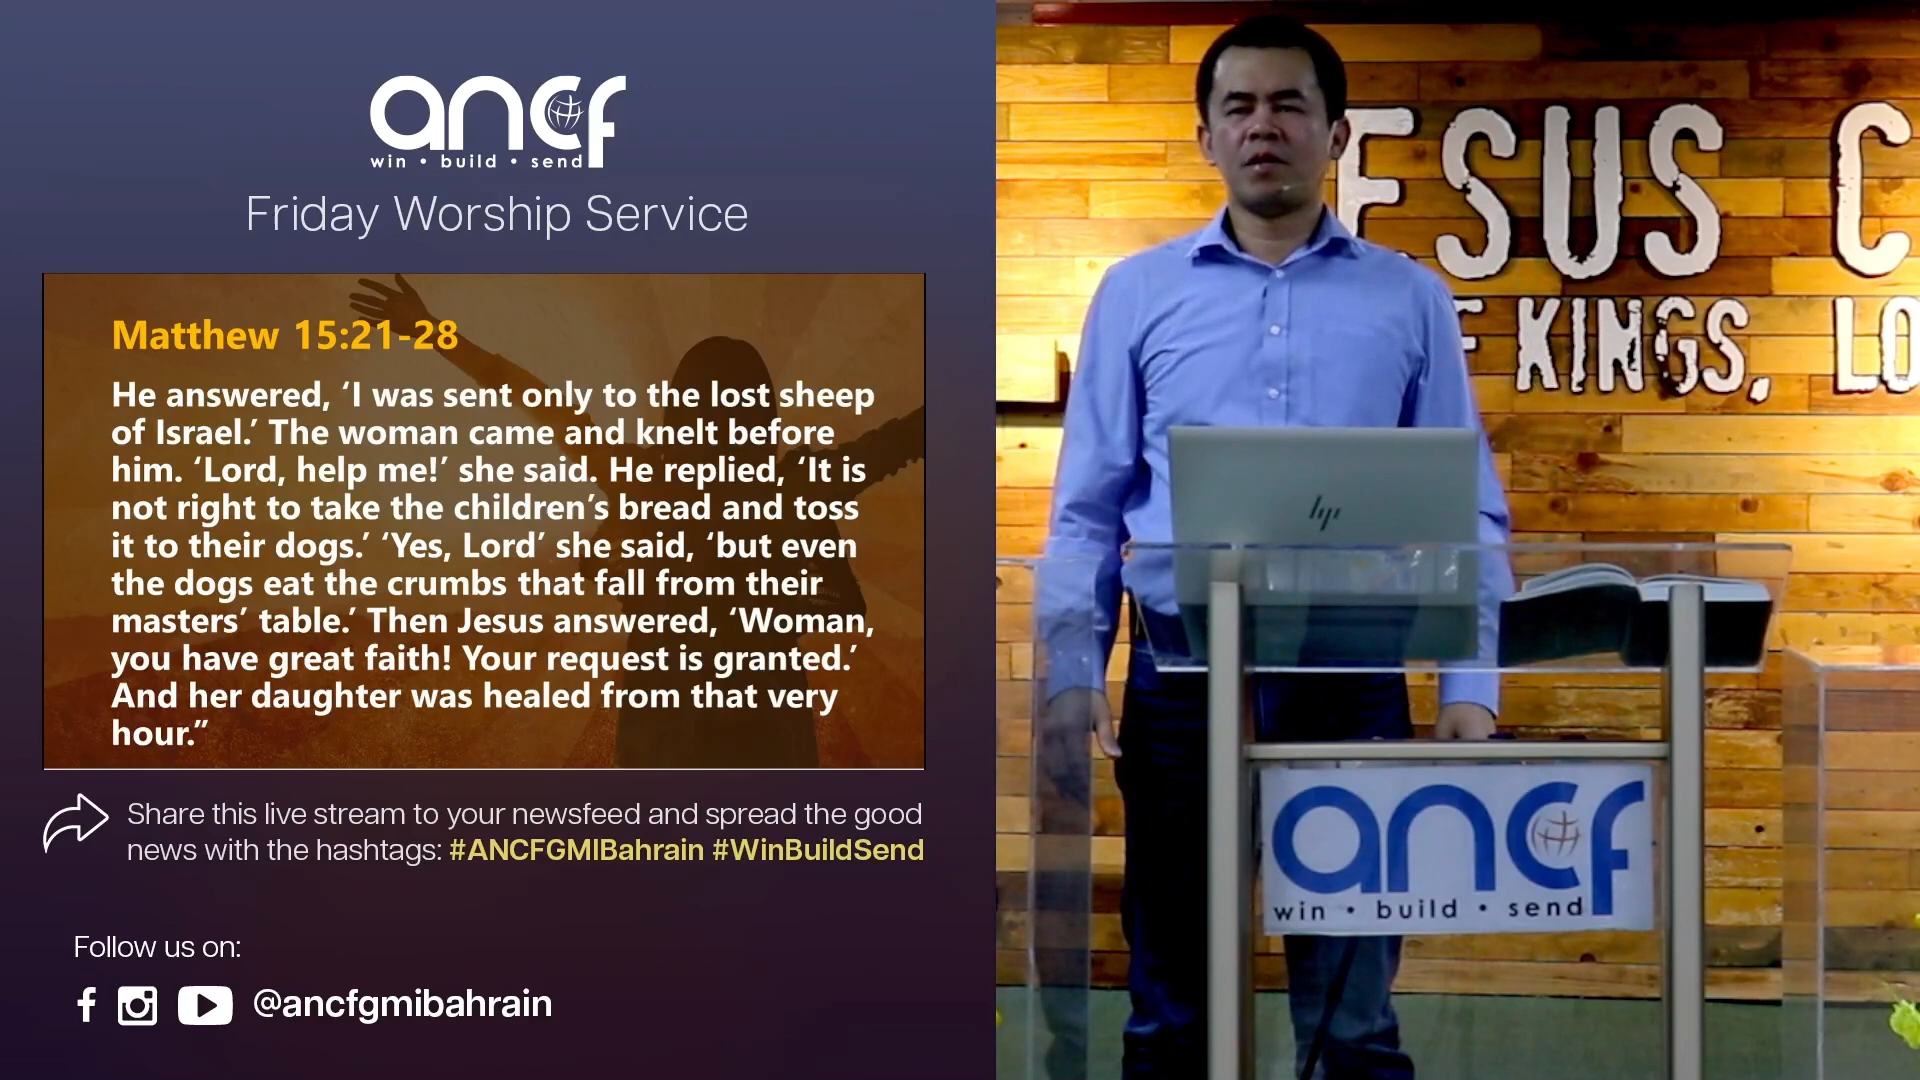 ancf
win • build • send
Friday Worship Service
Matthew 15:21-28
He answered, ‘I was sent only to the lost sheep
of Israel.’ The woman came and knelt before
him. ‘Lord, help me!’ she said. He replied, ‘It is
not right to take the children’s bread and toss
it to their dogs.’ ‘Yes, Lord’ she said, ‘but even
the dogs eat the crumbs that fall from their
masters’ table.’ Then Jesus answered, ‘Woman,
you have great faith! Your request is granted.’
And her daughter was healed from that very
hour.”
Share this live stream to your newsfeed and spread the good
news with the hashtags: #ANCFGMIBahrain #WinBuildSend
Follow us on:
@ancfgmibahrain
ESUS C
F KINGS, LO
hp
ancf
win • build • send